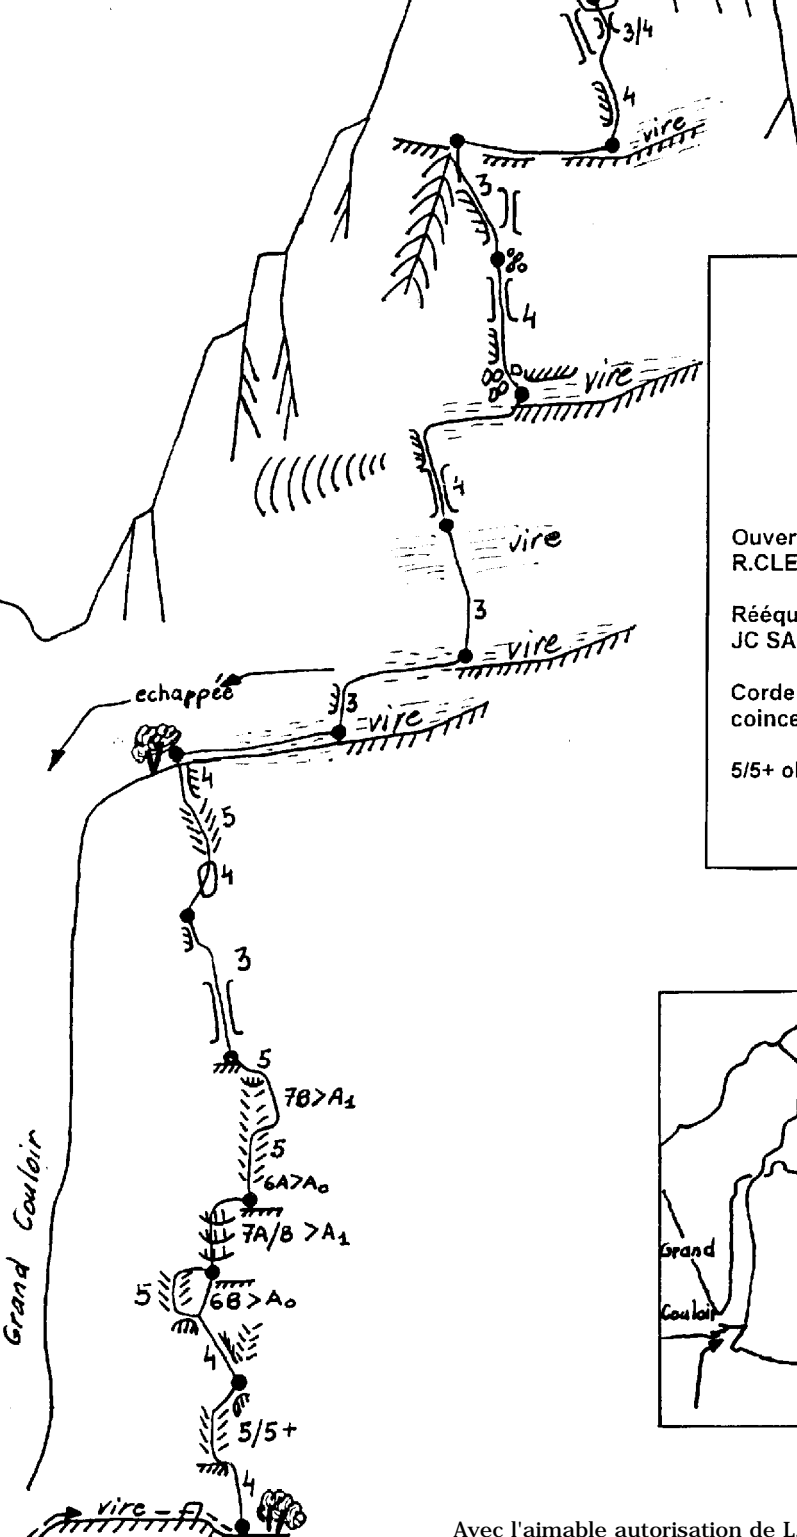 3/4
4
vire
3
4
vire
4
vire
3
vire
echappée
3
vire
4
5
4
3
5
7B>A1
5
6A>A0
7A/B >A1
5
6B>A0
4
5/5+
4
vire
Grand Couloir
Ouver
R.CLE
Rééqu
JC SA
Corde
coince
5/5+ ol
Grand
Couloir
Avec l'aimable autorisation de L